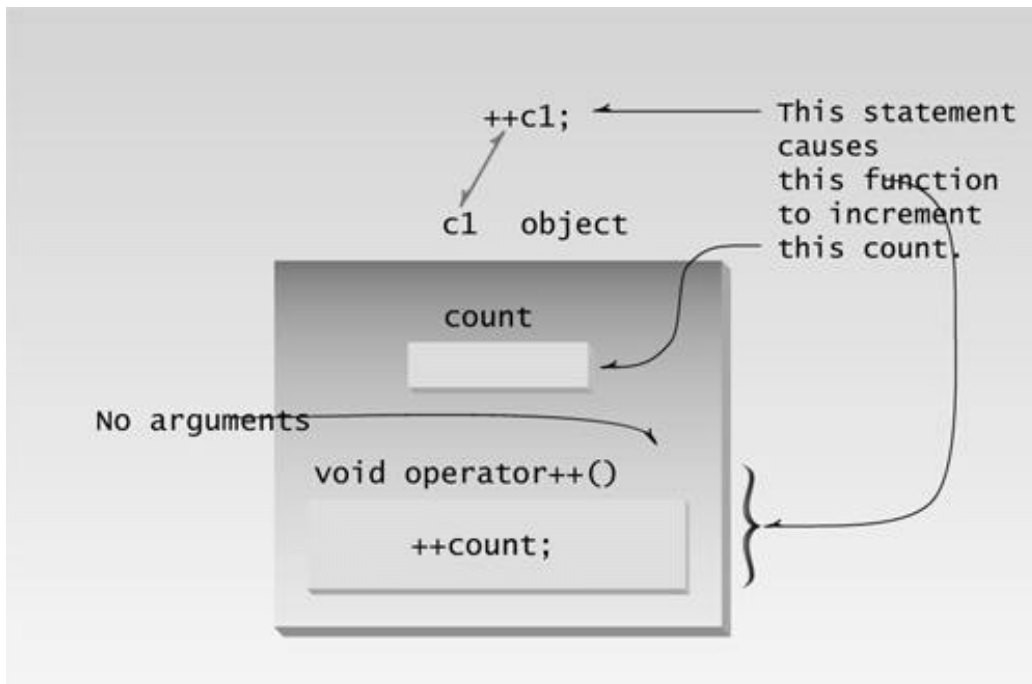 ++c1;
This statement
causes
this function
to increment
this count.
c1 object
count
No arguments
void operator++()
++count;